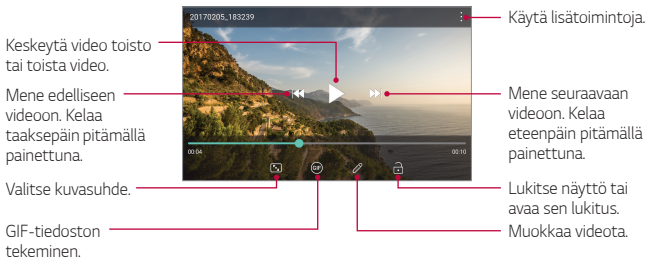 20170205_183239
Käytä lisätoimintoja.
Keskeytä video toisto
tai toista video.
Mene edelliseen
videoon. Kelaa
taaksepäin pitämällä
painettuna.
Mene seuraavaan
videoon. Kelaa
eteenpäin pitämällä
painettuna.
00:04
00:10
GIF
Valitse kuvasuhde.
Lukitse näyttö tai
avaa sen lukitus.
GIF-tiedoston
tekeminen.
Muokkaa videota.